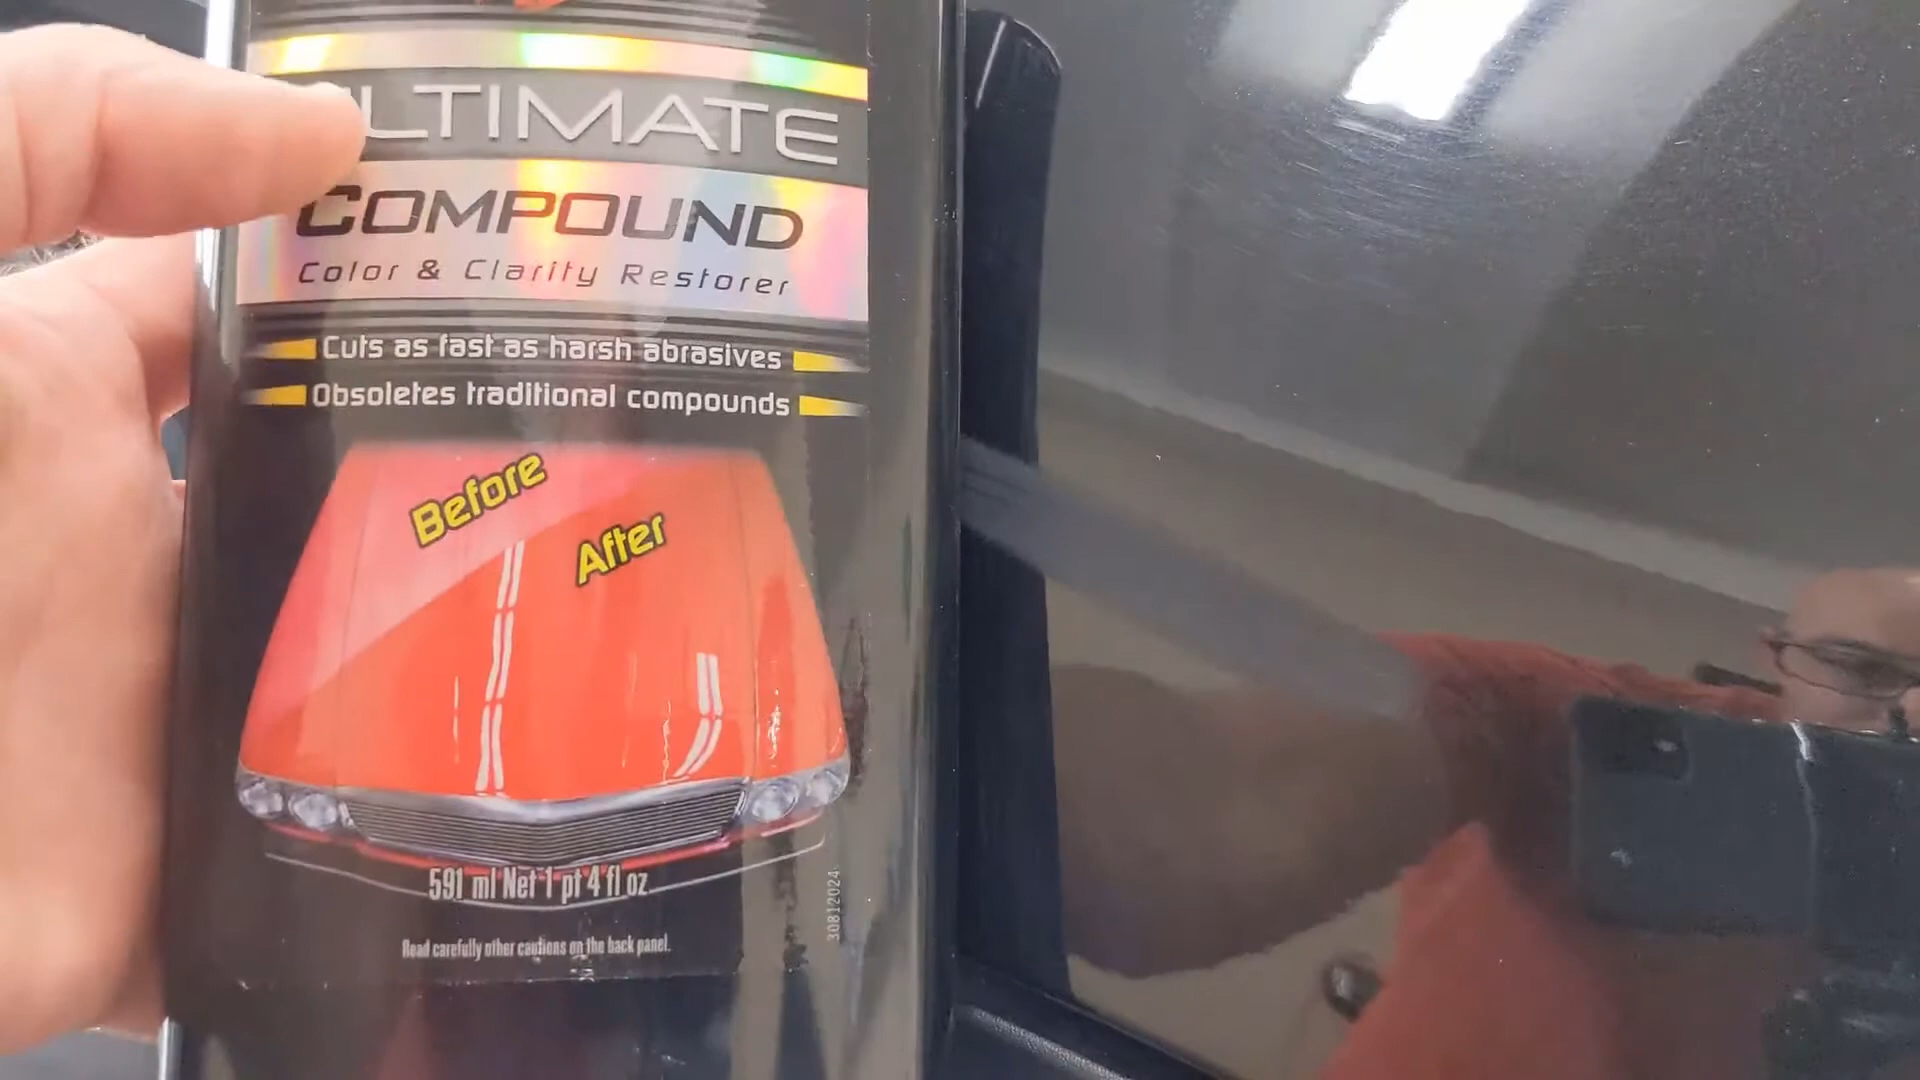 ULTIMATE
COMPOUND
Color & Clarity Restorer
Cuts as fast as harsh abrasives
Obsoletes traditional compounds
Before
After
591 ml Net 1 pt 4 fl oz
30812024
Read carefully other cautions on the back panel.